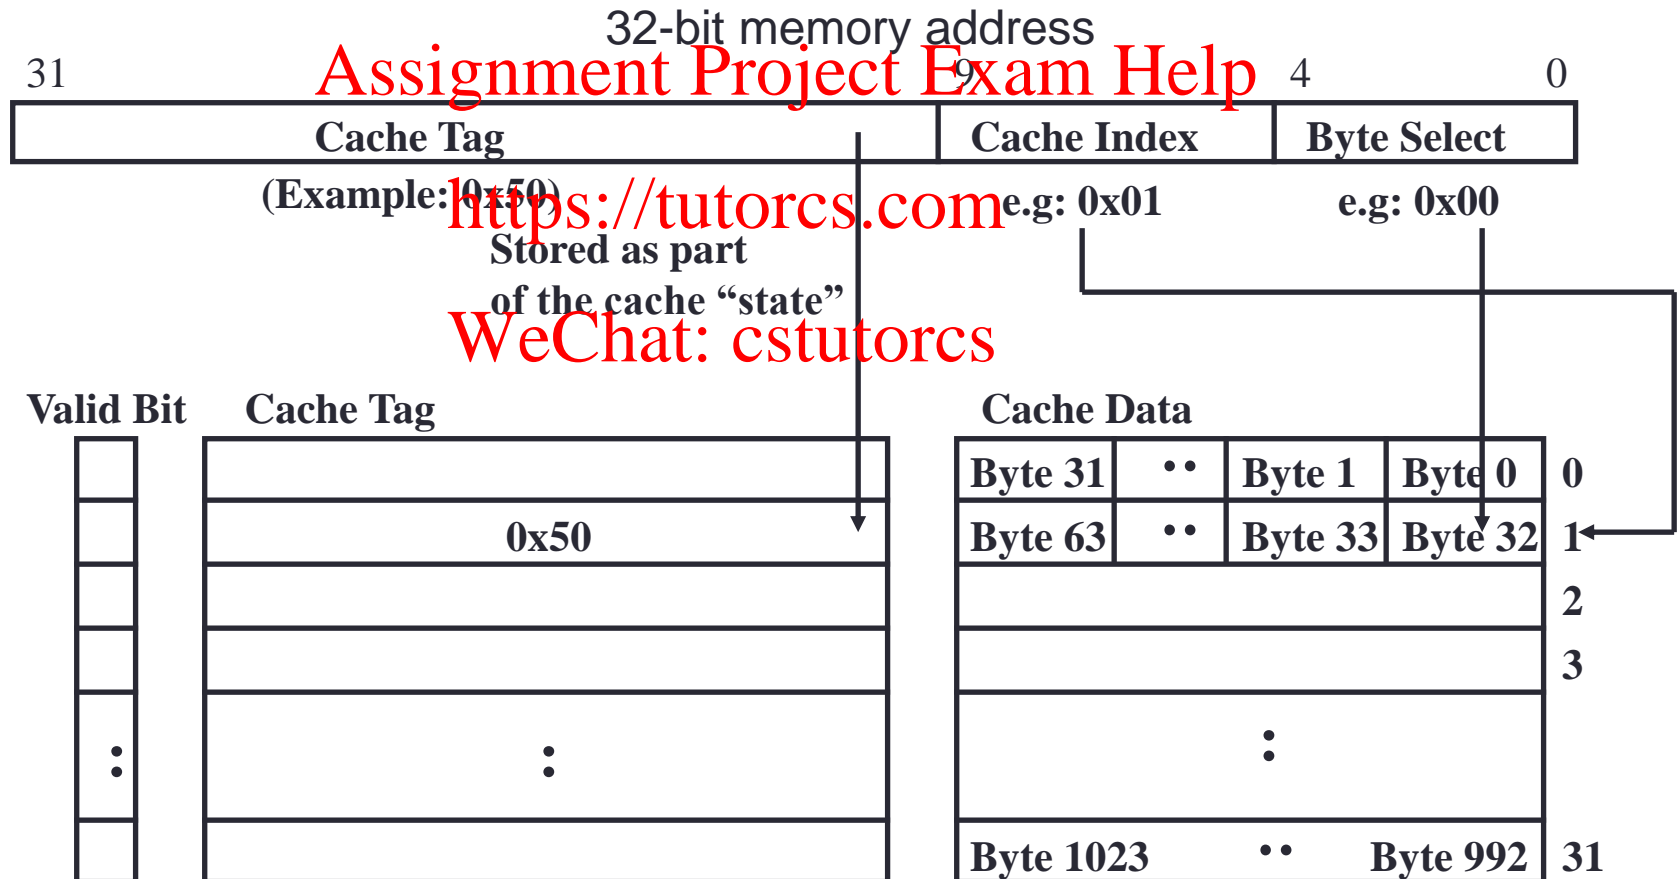 32-bit memory address
Assignment Project Exam Help
31 9 4 0
Cache Tag Cache Index Byte Select
(Example: 0x50) e.g: 0x01 e.g: 0x00
https://tutorcs.com
Stored as part
of the cache “state”
WeChat: cstutorcs
Valid Bit Cache Tag Cache Data
Byte 31 •• Byte 1 Byte 0 0
0x50 Byte 63 •• Byte 33 Byte 32 1
2
3
: : :
Byte 1023 •• Byte 992 31